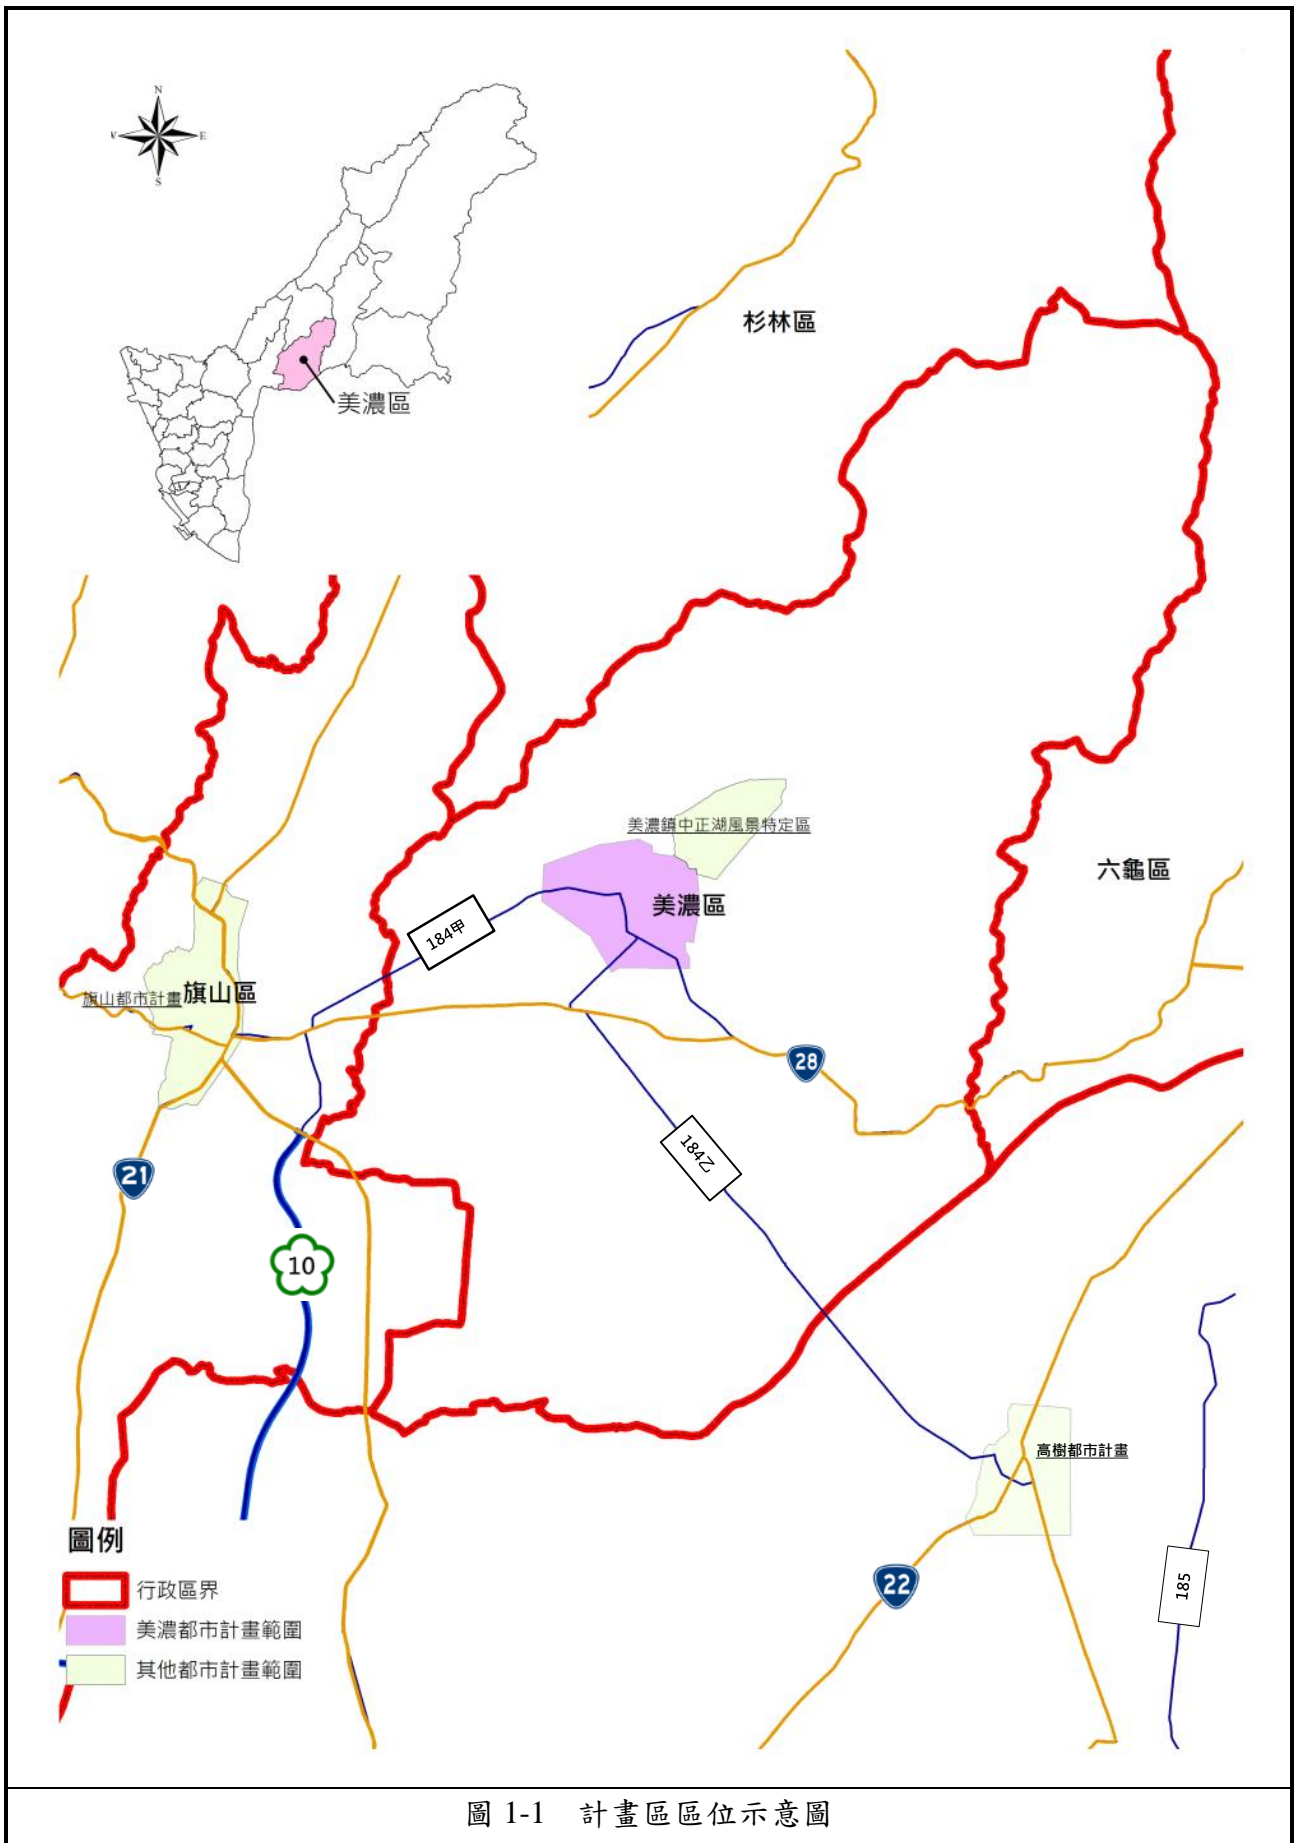 N
E
S
美濃區
杉林區
美濃鎮中正湖風景特定區
六龜區
美濃區
184甲
旗山都市計畫
旗山區
28
184乙
21
10
高樹都市計畫
22
185
圖例
行政區界
美濃都市計畫範圍
其他都市計畫範圍
圖 1-1 計畫區區位示意圖